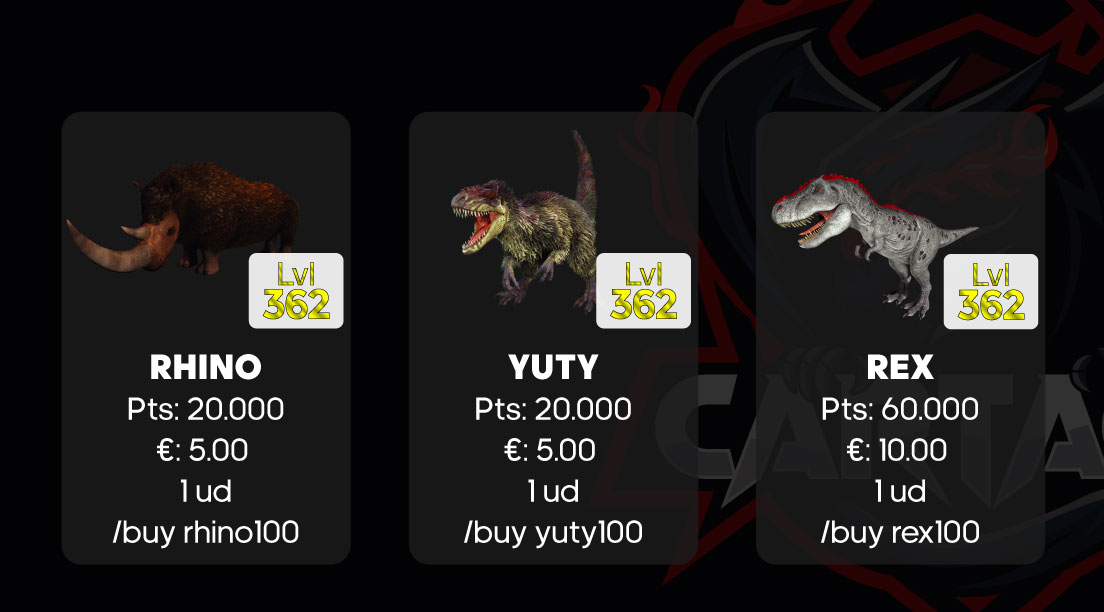 Lvl
362
RHINO
Pts: 20.000
€: 5.00
1 ud
/buy rhino100
Lvl
362
YUTY
Pts: 20.000
€: 5.00
1 ud
/buy yuty100
Lvl
362
REX
Pts: 60.000
€: 10.00
1 ud
/buy rex100